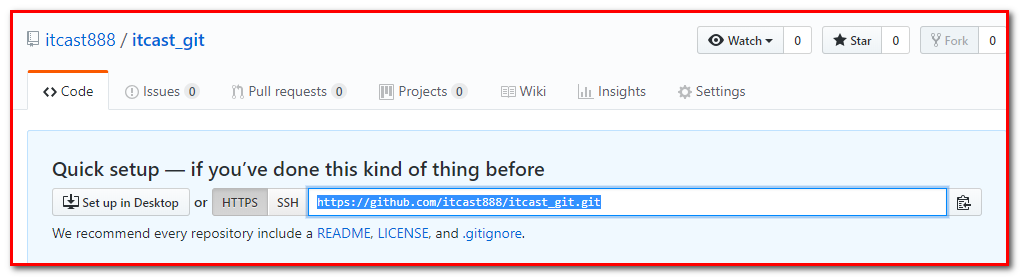 itcast888 / itcast_git
Watch 0 Star 0 Fork 0
Code Issues 0 Pull requests 0 Projects 0 Wiki Insights Settings
Quick setup — if you’ve done this kind of thing before
Set up in Desktop or HTTPS SSH https://github.com/itcast888/itcast_git.git
We recommend every repository include a README, LICENSE, and .gitignore.